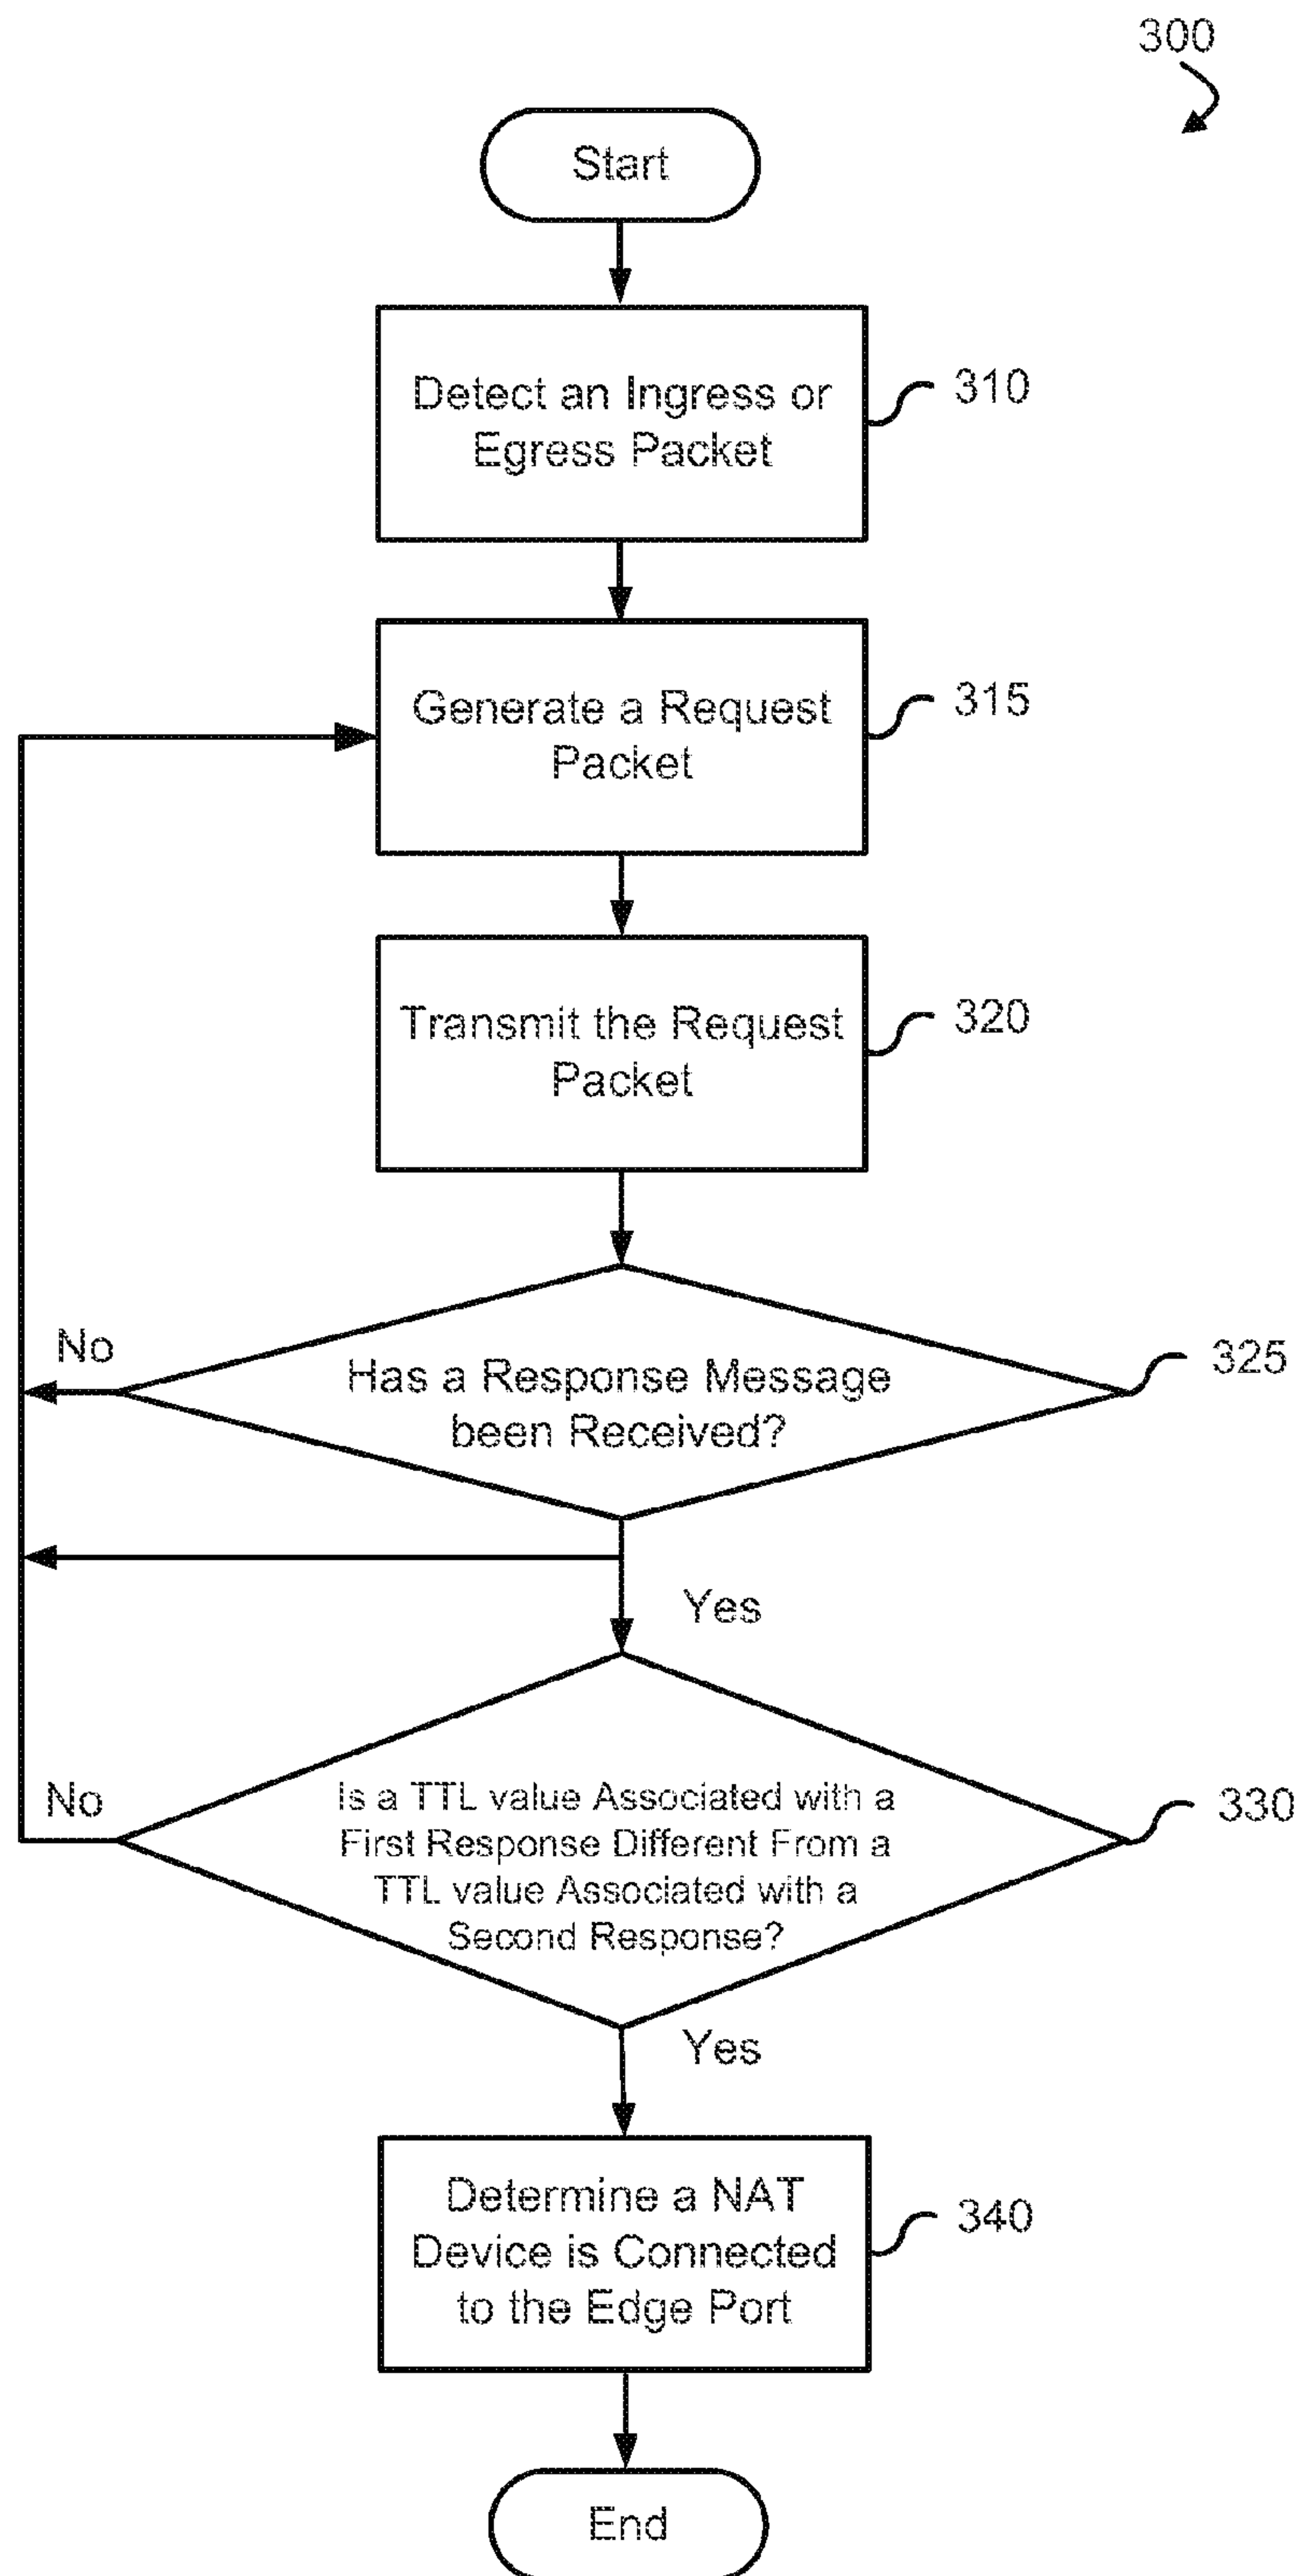 300
Start
Detect an Ingress or
Egress Packet
310
Generate a Request
Packet
315
Transmit the Request
Packet
320
No
Has a Response Message
been Received?
325
Yes
No
Is a TTL value Associated with a
First Response Different From a
TTL value Associated with a
Second Response?
330
Yes
Determine a NAT
Device is Connected
to the Edge Port
340
End